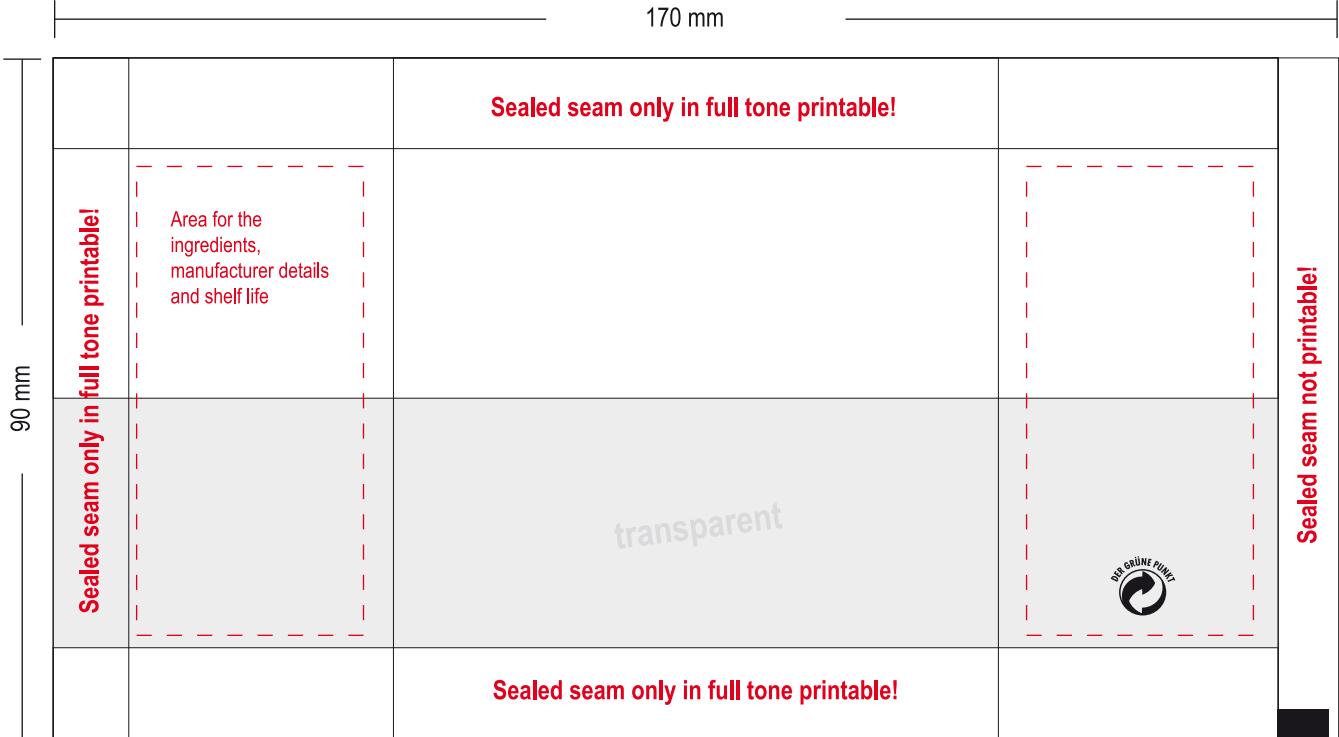 170 mm
Sealed seam only in full tone printable!
Sealed seam only in full tone printable!
Area for the
ingredients,
manufacturer details
and shelf life
Sealed seam not printable!
90 mm
transparent
DER GRÜNE PUNKT
Sealed seam only in full tone printable!